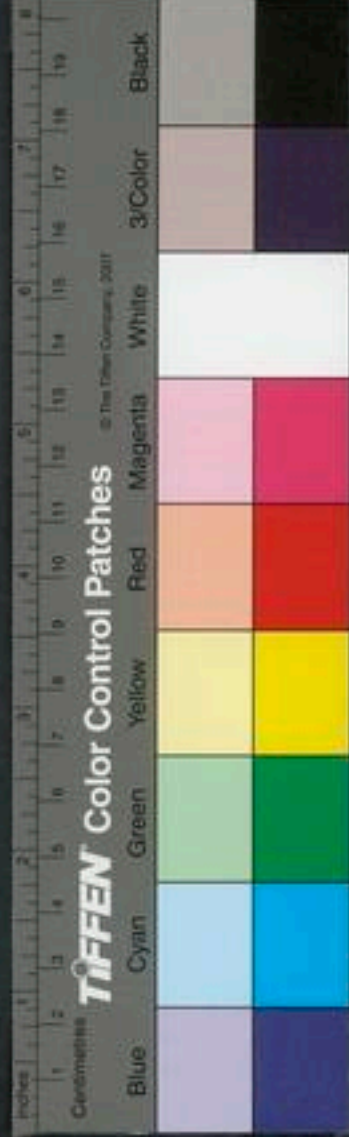 Inches 1 2 3 4 5 6 7 8
Centimetres 1 2 3 4 5 6 7 8 9 10 11 12 13 14 15 16 17 18 19
TIFFEN® Color Control Patches © The Tiffen Company, 2007
Blue Cyan Green Yellow Red Magenta White 3/Color Black